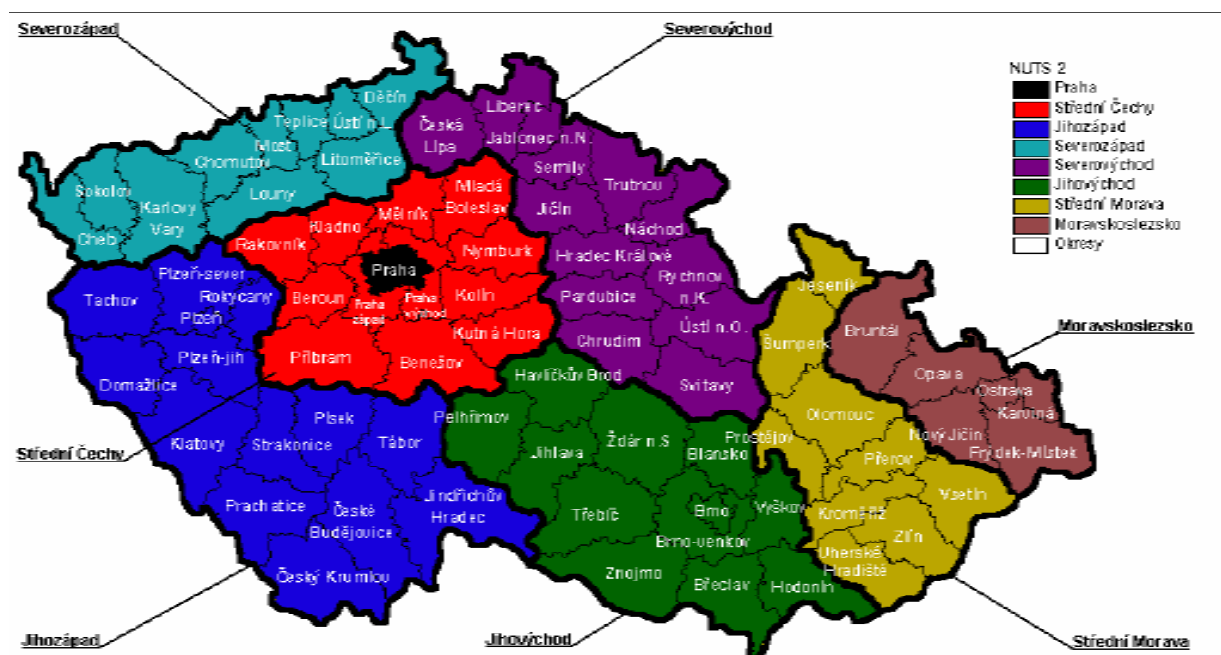 Severozápad
Severovýchod
NUTS 2
Praha
Střední Čechy
Jihozápad
Severozápad
Severovýchod
Jihovýchod
Střední Morava
Moravskoslezsko
Okresy
Děčín
Teplice
Ústí n.L.
Most
Chomutov
Litoměřice
Louny
Sokolov
Karlovy
Vary
Cheb
Liberec
Česká
Lípa
Jablonec n.N.
Semily
Trutnov
Jičín
Náchod
Hradec Králové
Rychnov
n.K.
Pardubice
Ústí n.O.
Chrudim
Svitavy
Mladá
Boleslav
Mělník
Kladno
Rakovník
Nymburk
Praha
Beroun
Praha
západ
Praha
východ
Kolín
Kutná Hora
Příbram
Benešov
Plzeň-sever
Tachov
Rokycany
Plzeň
Plzeň-jih
Domažlice
Klatovy
Písek
Strakonice
Tábor
Prachatice
České
Budějovice
Jindřichův
Hradec
Český Krumlov
Havlíčkův Brod
Pelhřimov
Jihlava
Žďár n.S
Blansko
Třebíč
Brno
Vyškov
Brno-venkov
Znojmo
Břeclav
Hodonín
Jeseník
Šumperk
Olomouc
Prostějov
Přerov
Kroměříž
Vsetín
Zlín
Uherské
Hradiště
Bruntál
Opava
Ostrava
Karviná
Nový Jičín
Frýdek-Místek
Moravskoslezsko
Střední Čechy
Jihozápad
Jihovýchod
Střední Morava